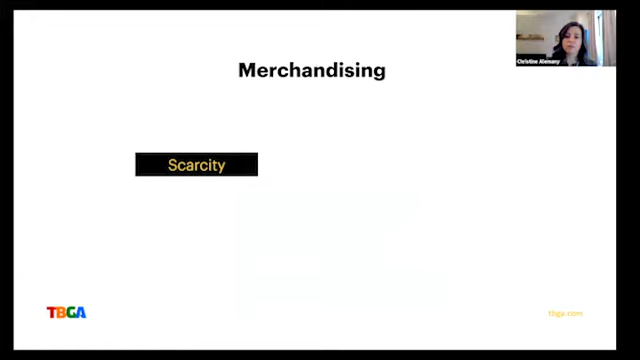 Christine Alemany
Merchandising
Scarcity
TBGA
tbga.com